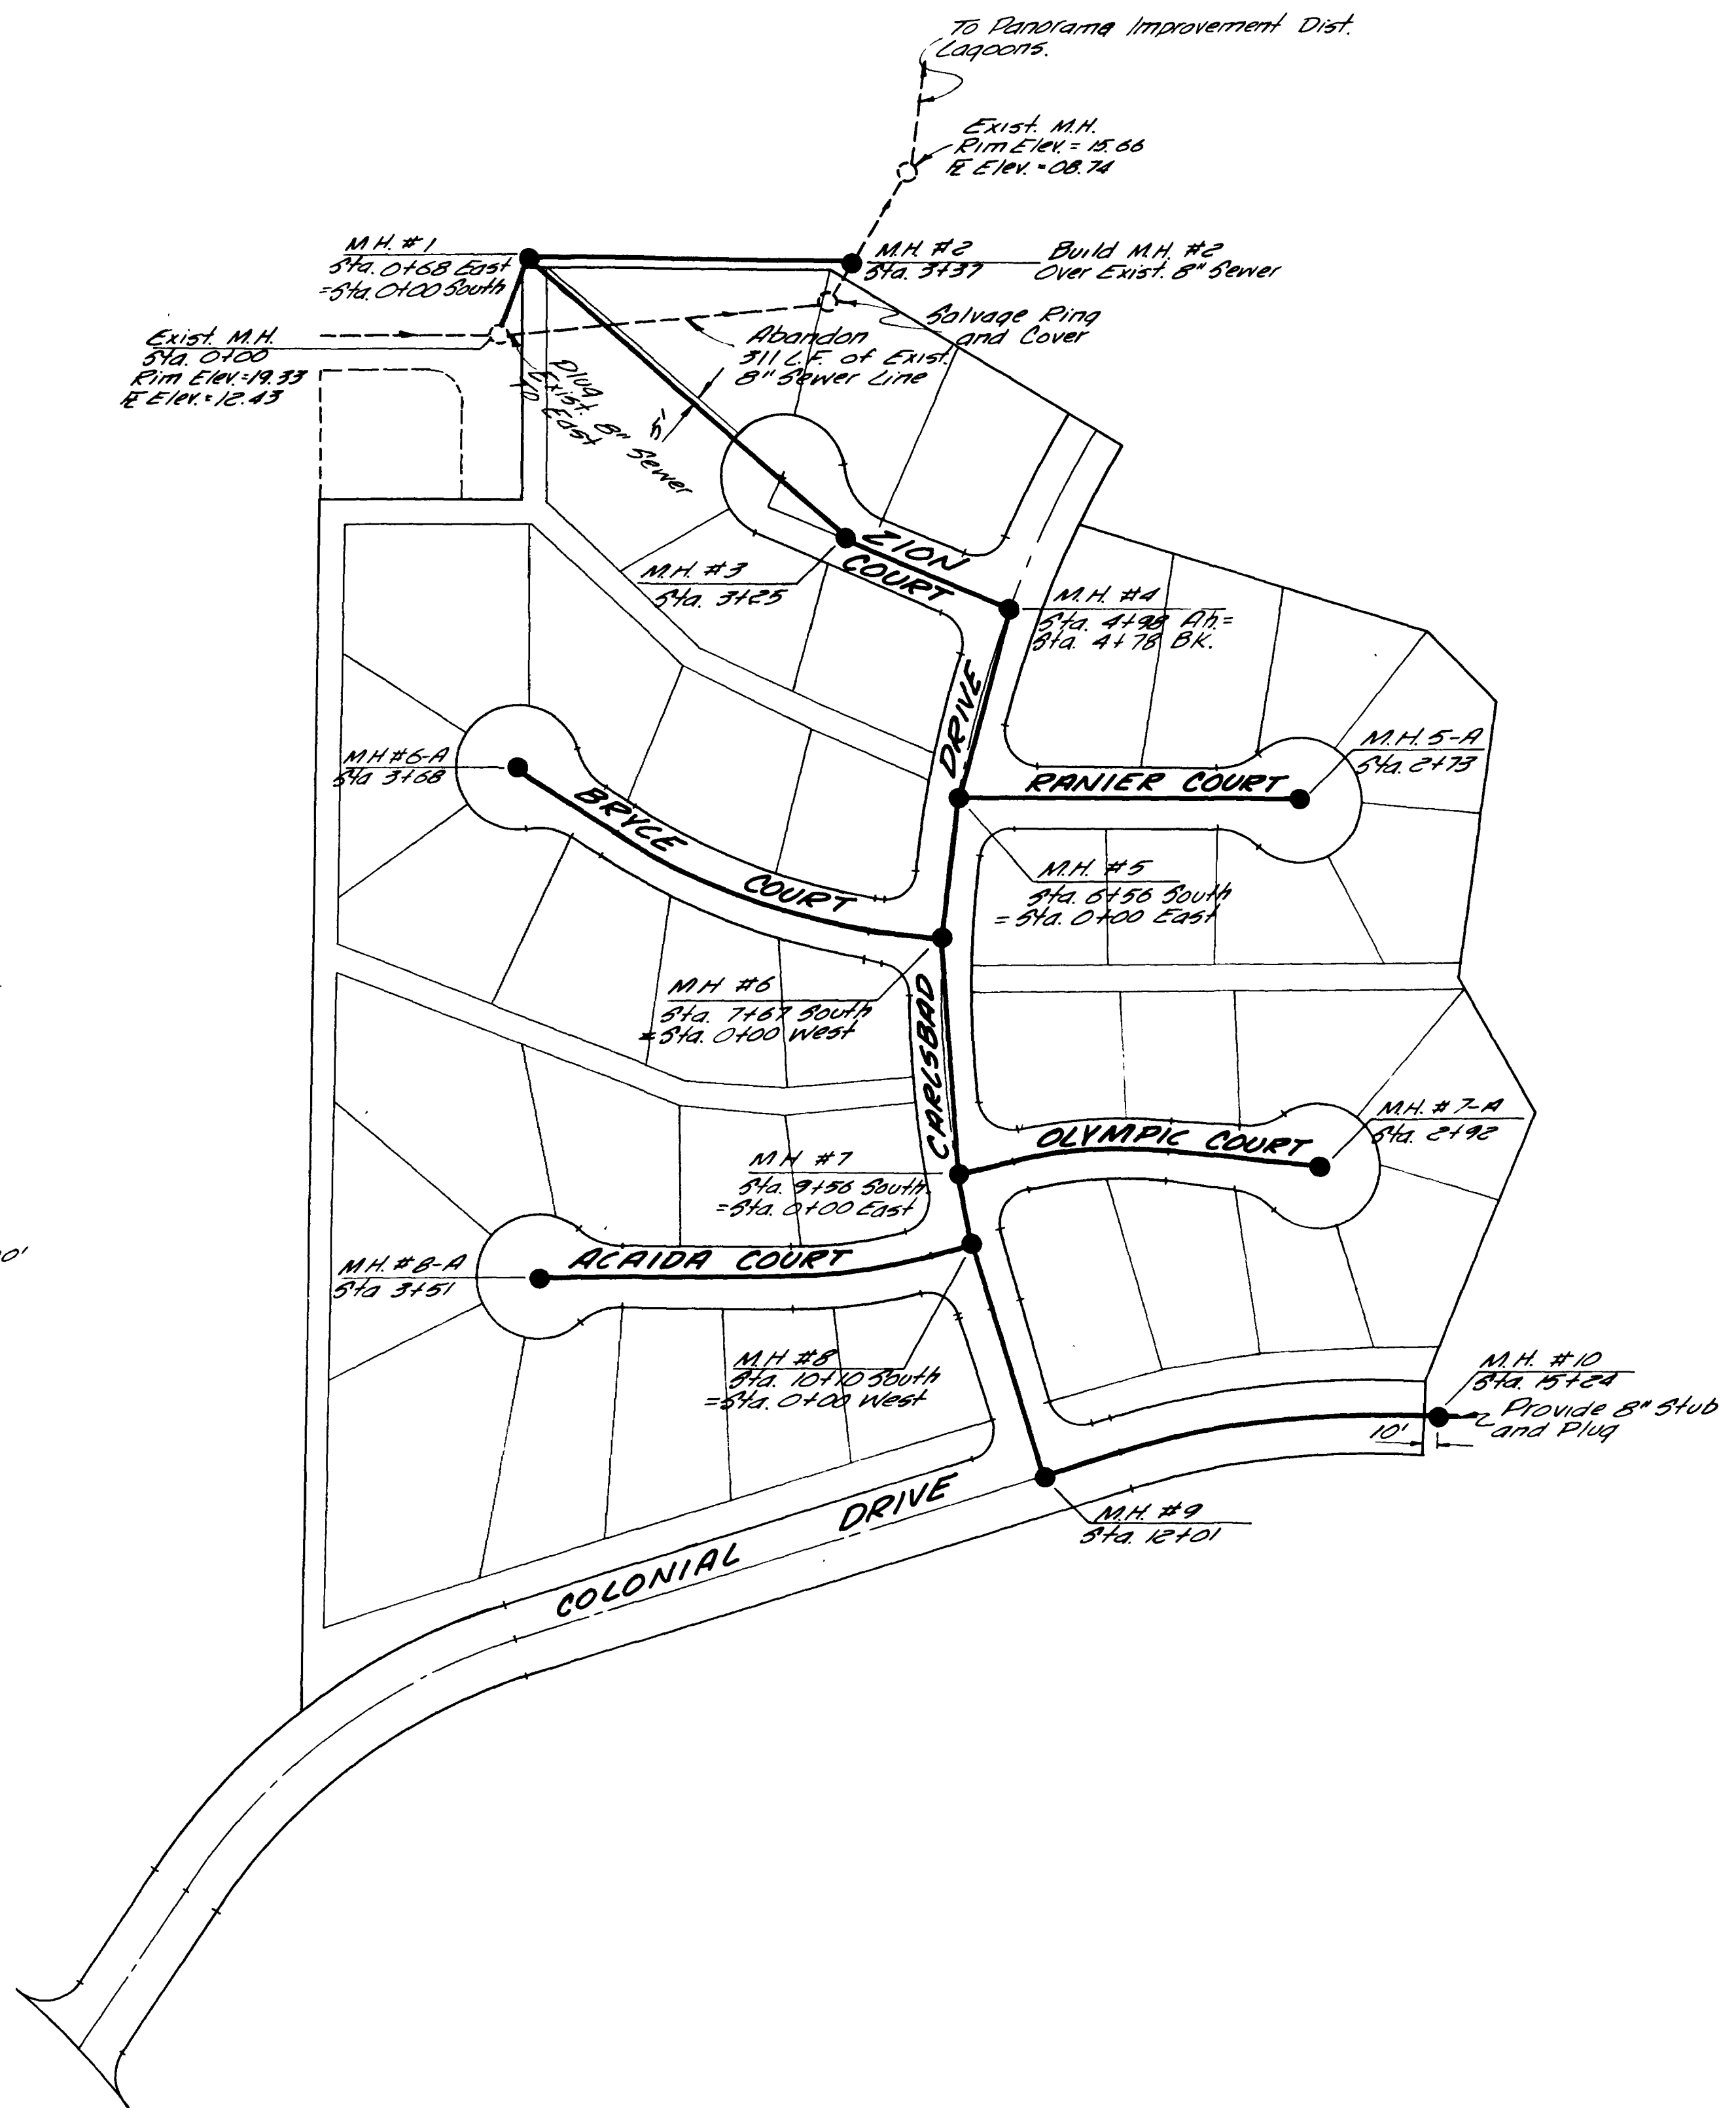 To Panorama Improvement Dist.
Lagoons.
Exist. M.H.
Rim Elev. = 15.66
℄ Elev. = 08.74
M.H. #1
Sta. 0+68 East
=Sta. 0+00 South
M.H. #2
Sta. 3+37
Build M.H. #2
Over Exist. 8" Sewer
Exist. M.H.
Sta. 0+00
Rim Elev.=19.33
Elev.=12.43
Salvage Ring
and Cover
Abandon
311 L.F. of Exist.
8" Sewer Line
Plug
Exist. 8" Sewer
To East
5'
ZION
COURT
M.H. #3
Sta. 3+25
M.H. #4
Sta. 4+98 Ah.=
Sta. 4+78 BK.
DRIVE
M.H. 5-A
Sta. 2+73
RANIER COURT
MH #6-A
Sta 3+68
BRYCE
COURT
M.H. #5
Sta. 6+56 South
= Sta. 0+00 East
MH #6
Sta. 7+67 South
= Sta. 0+00 West
CARLSBAD
M.H. #7-A
Sta. 2+92
OLYMPIC COURT
MH #7
Sta. 9+56 South
=Sta. 0+00 East
ACAIDA COURT
M.H. #8-A
Sta 3+51
00'
M.H #8
Sta. 10+10 South
=Sta. 0+00 West
M.H. #10
Sta. 15+24
Provide 8" Stub
and Plug
10'
M.H. #9
Sta. 12+01
COLONIAL DRIVE